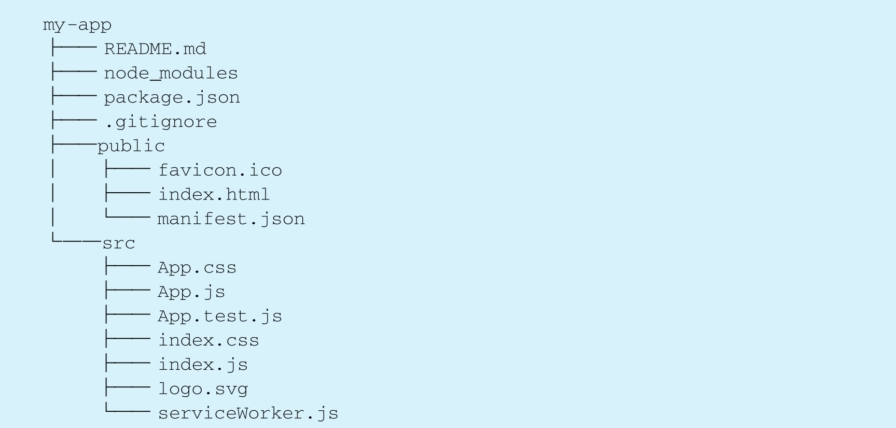 my-app
├── README.md
├── node_modules
├── package.json
├── .gitignore
├──public
│   ├── favicon.ico
│   ├── index.html
│   └── manifest.json
└──src
    ├── App.css
    ├── App.js
    ├── App.test.js
    ├── index.css
    ├── index.js
    ├── logo.svg
    └── serviceWorker.js